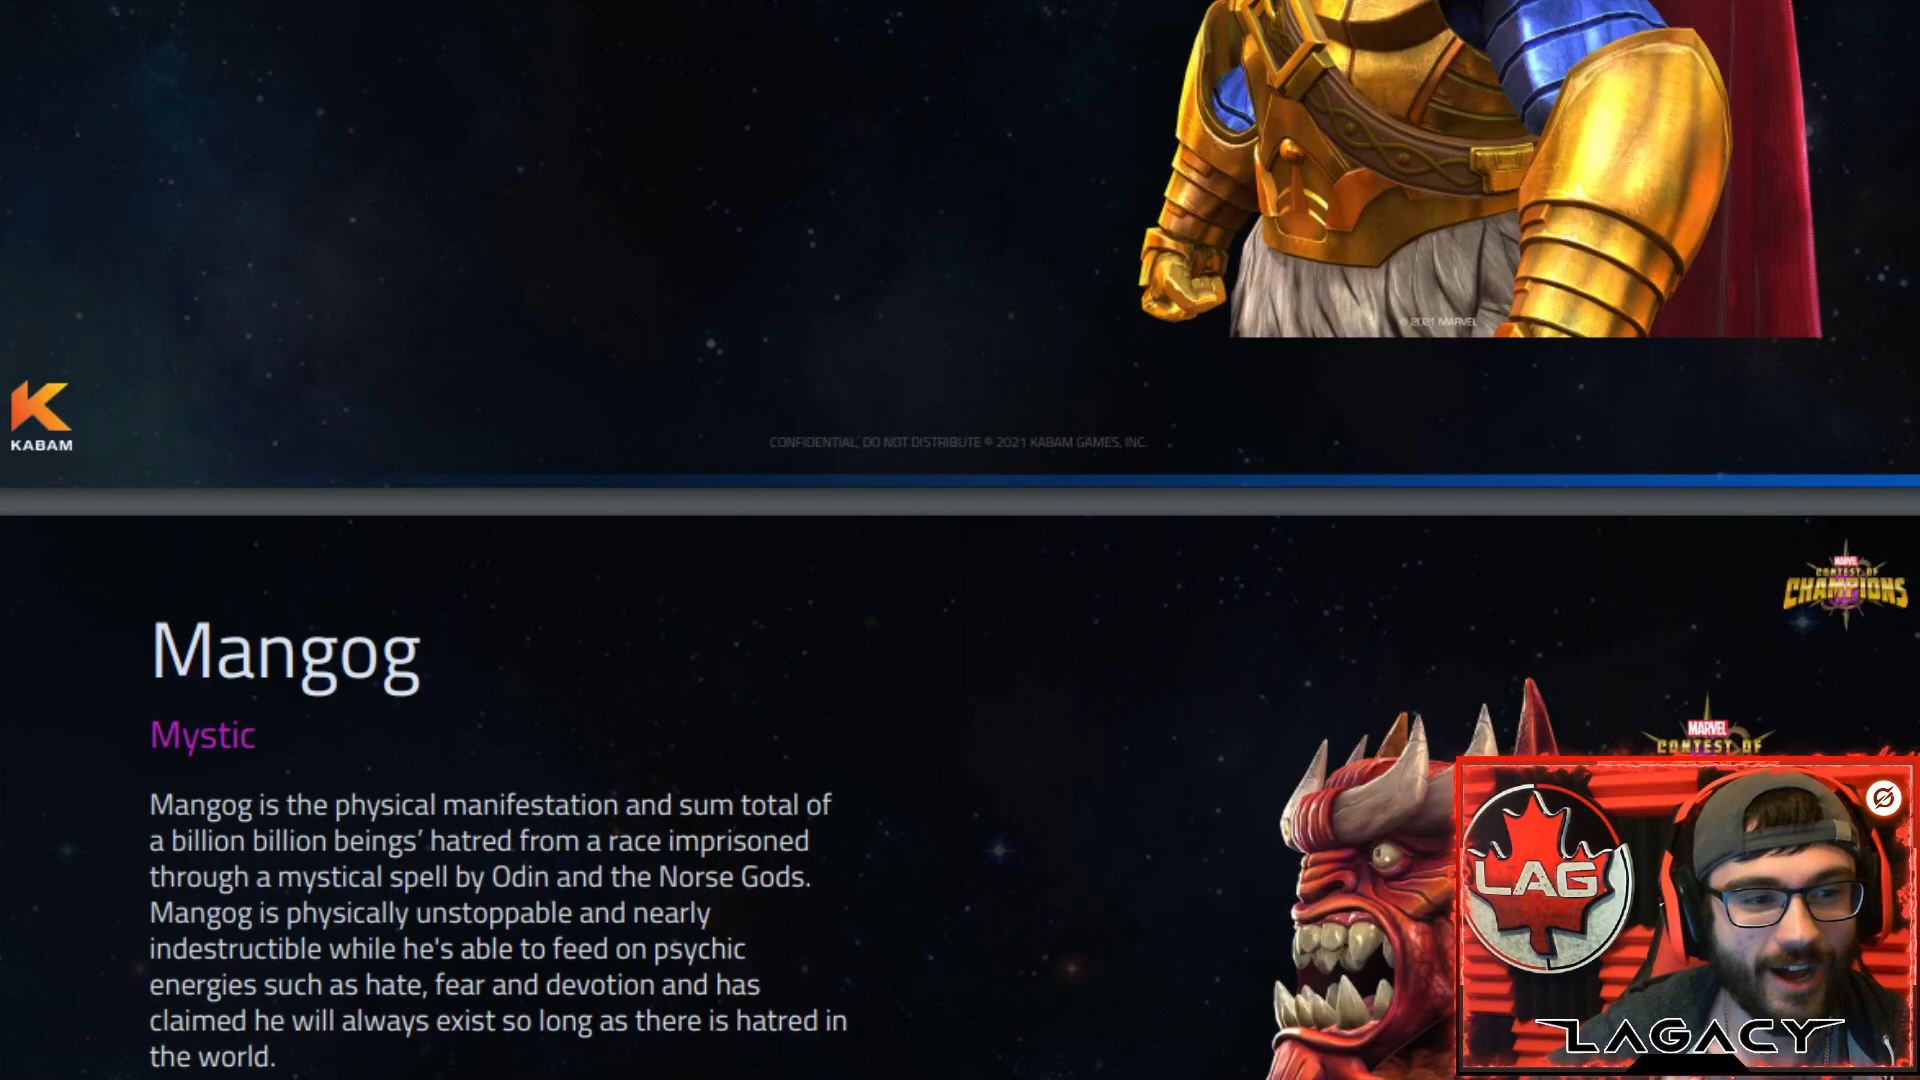 © 2021 MARVEL
KABAM
CONFIDENTIAL, DO NOT DISTRIBUTE © 2021 KABAM GAMES, INC.
MARVEL
CONTEST OF
CHAMPIONS
Mangog
Mystic
MARVEL
CONTEST OF
Mangog is the physical manifestation and sum total of
a billion billion beings’ hatred from a race imprisoned
through a mystical spell by Odin and the Norse Gods.
Mangog is physically unstoppable and nearly
indestructible while he's able to feed on psychic
energies such as hate, fear and devotion and has
claimed he will always exist so long as there is hatred in
the world.
LAG
LAGACY